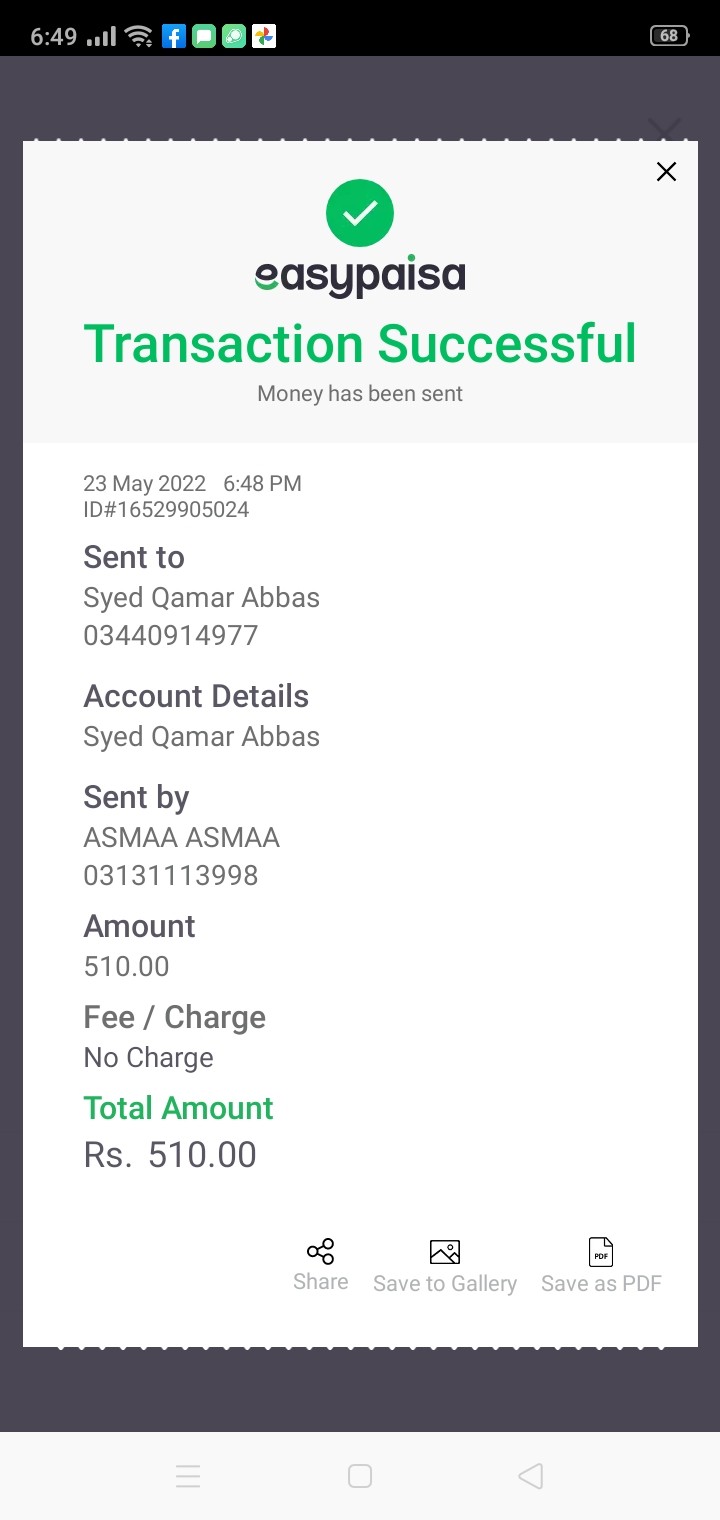 6:49
68
easypaisa
Transaction Successful
Money has been sent
23 May 2022 6:48 PM
ID#16529905024
Sent to
Syed Qamar Abbas
03440914977
Account Details
Syed Qamar Abbas
Sent by
ASMAA ASMAA
03131113998
Amount
510.00
Fee / Charge
No Charge
Total Amount
Rs. 510.00
PDF
Share Save to Gallery Save as PDF